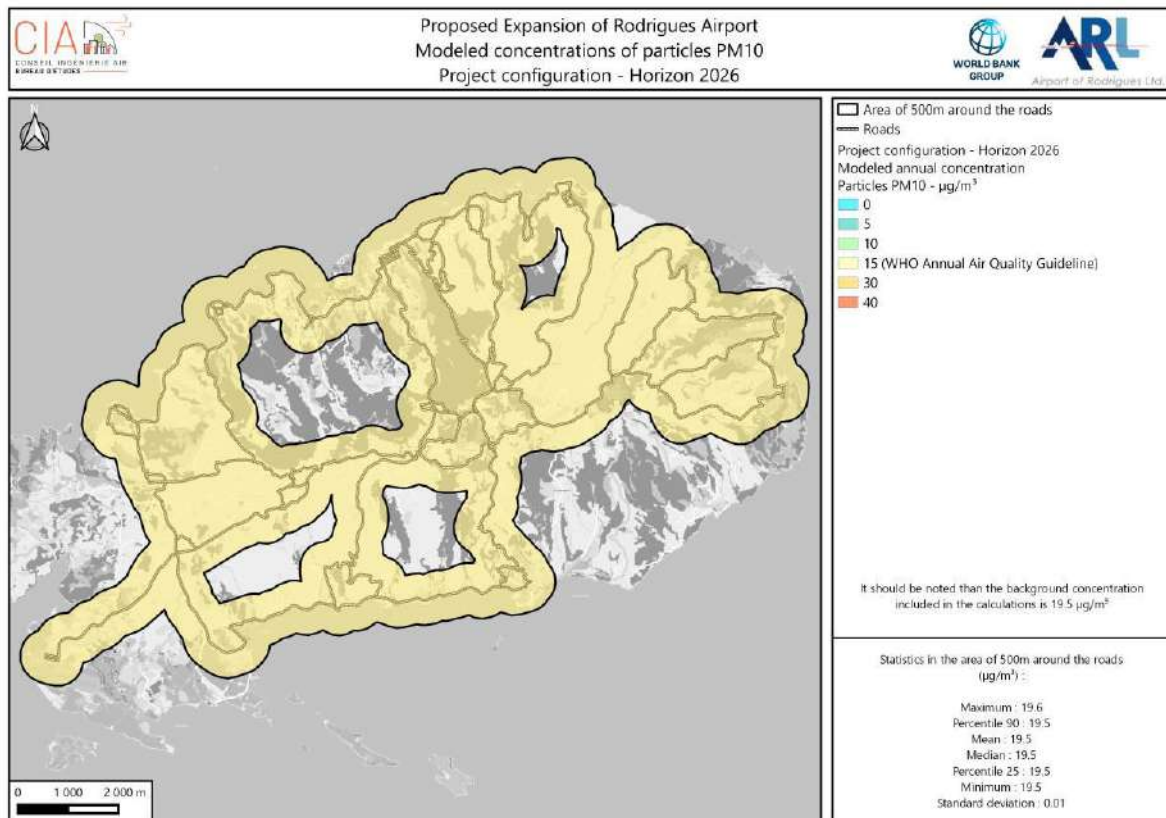 CIA
CONSEIL INGENIERIE AIR
BUREAU D'ETUDES
Proposed Expansion of Rodrigues Airport
Modeled concentrations of particles PM10
Project configuration - Horizon 2026
WORLD BANK
GROUP
ARL
Airport of Rodrigues Ltd.
N
Area of 500m around the roads
Roads
Project configuration - Horizon 2026
Modeled annual concentration
Particles PM10 - µg/m³
0
5
10
15 (WHO Annual Air Quality Guideline)
30
40
It should be noted than the background concentration
included in the calculations is 19.5 µg/m³
Statistics in the area of 500m around the roads
(µg/m³) :
Maximum : 19.6
Percentile 90 : 19.5
Mean : 19.5
Median : 19.5
Percentile 25 : 19.5
Minimum : 19.5
Standard deviation : 0.01
0 1 000 2 000 m